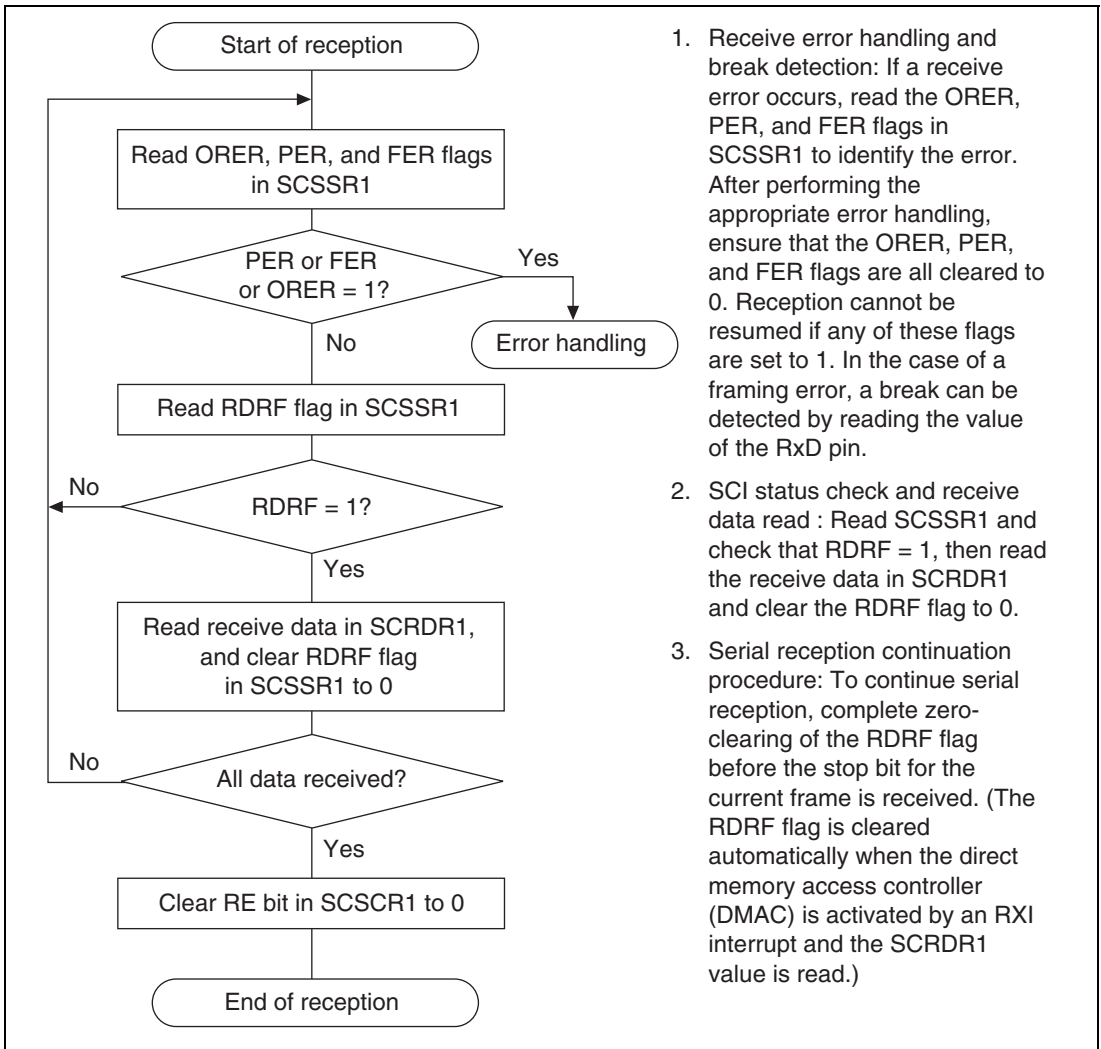 Start of reception
Read ORER, PER, and FER flags
in SCSSR1
PER or FER
or ORER = 1?
Yes
Error handling
No
Read RDRF flag in SCSSR1
No
RDRF = 1?
Yes
Read receive data in SCRDR1,
and clear RDRF flag
in SCSSR1 to 0
No
All data received?
Yes
Clear RE bit in SCSCR1 to 0
End of reception
1. Receive error handling and
break detection: If a receive
error occurs, read the ORER,
PER, and FER flags in
SCSSR1 to identify the error.
After performing the
appropriate error handling,
ensure that the ORER, PER,
and FER flags are all cleared to
0. Reception cannot be
resumed if any of these flags
are set to 1. In the case of a
framing error, a break can be
detected by reading the value
of the RxD pin.
2. SCI status check and receive
data read : Read SCSSR1 and
check that RDRF = 1, then read
the receive data in SCRDR1
and clear the RDRF flag to 0.
3. Serial reception continuation
procedure: To continue serial
reception, complete zero-
clearing of the RDRF flag
before the stop bit for the
current frame is received. (The
RDRF flag is cleared
automatically when the direct
memory access controller
(DMAC) is activated by an RXI
interrupt and the SCRDR1
value is read.)